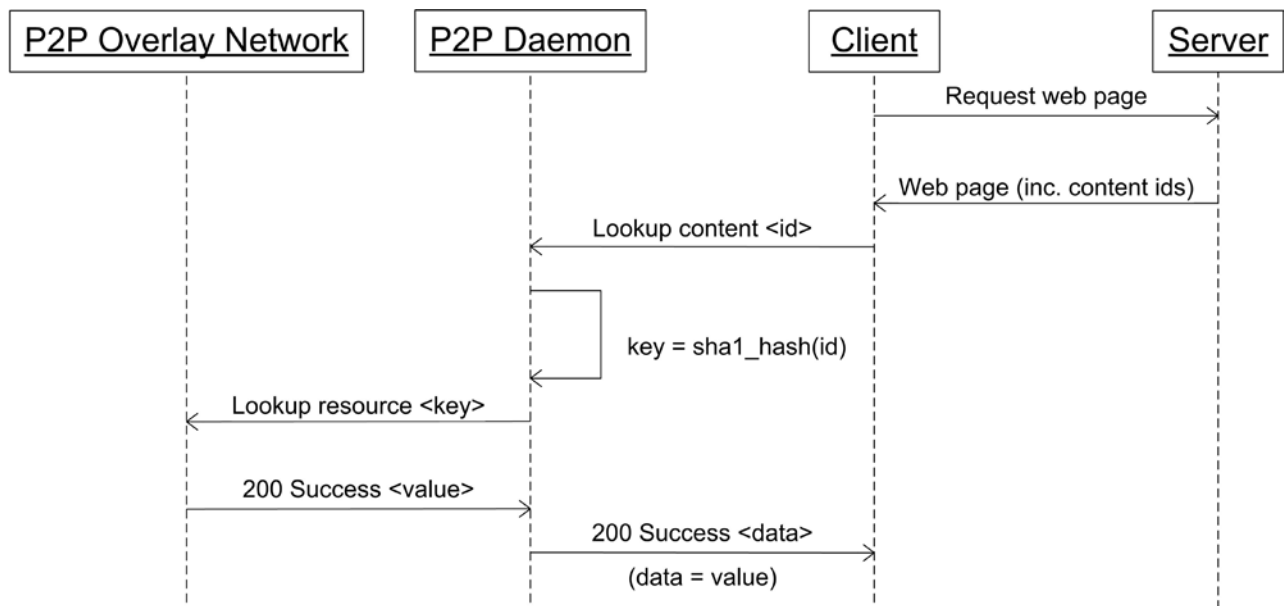 P2P Overlay Network
P2P Daemon
Client
Server
Request web page
Web page (inc. content ids)
Lookup content <id>
key = sha1_hash(id)
Lookup resource <key>
200 Success <value>
200 Success <data>
(data = value)